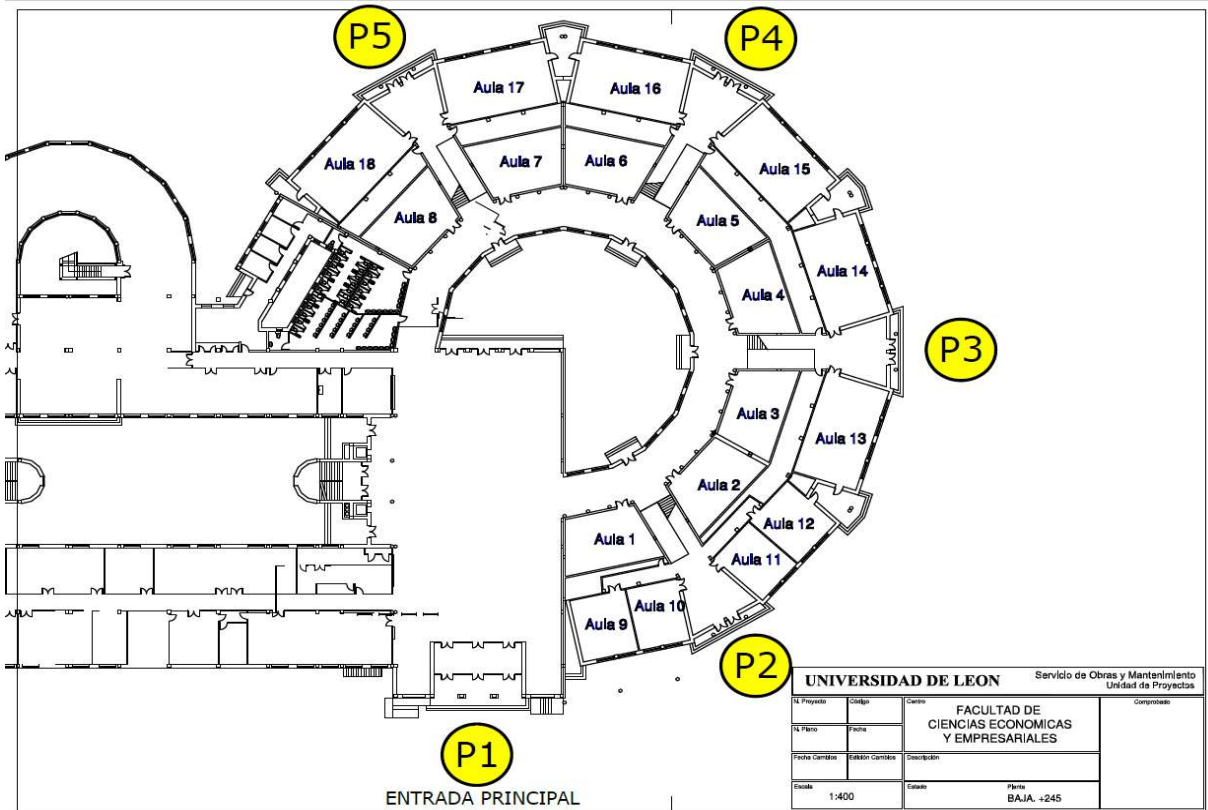 P5
P4
Aula 17
Aula 16
Aula 18
Aula 7
Aula 6
Aula 15
Aula 8
Aula 5
Aula 14
Aula 4
P3
Aula 3
Aula 13
Aula 2
Aula 12
Aula 1
Aula 11
Aula 10
Aula 9
P2
P1
ENTRADA PRINCIPAL
UNIVERSIDAD DE LEON
Servicio de Obras y Mantenimiento
Unidad de Proyectos
N. Proyecto
Código
Centro
FACULTAD DE
CIENCIAS ECONOMICAS
Y EMPRESARIALES
Comprobado
N. Plano
Fecha
Fecha Cambios
Edición Cambios
Descripción
Escala
1:400
Estado
Planta
BAJA. +245